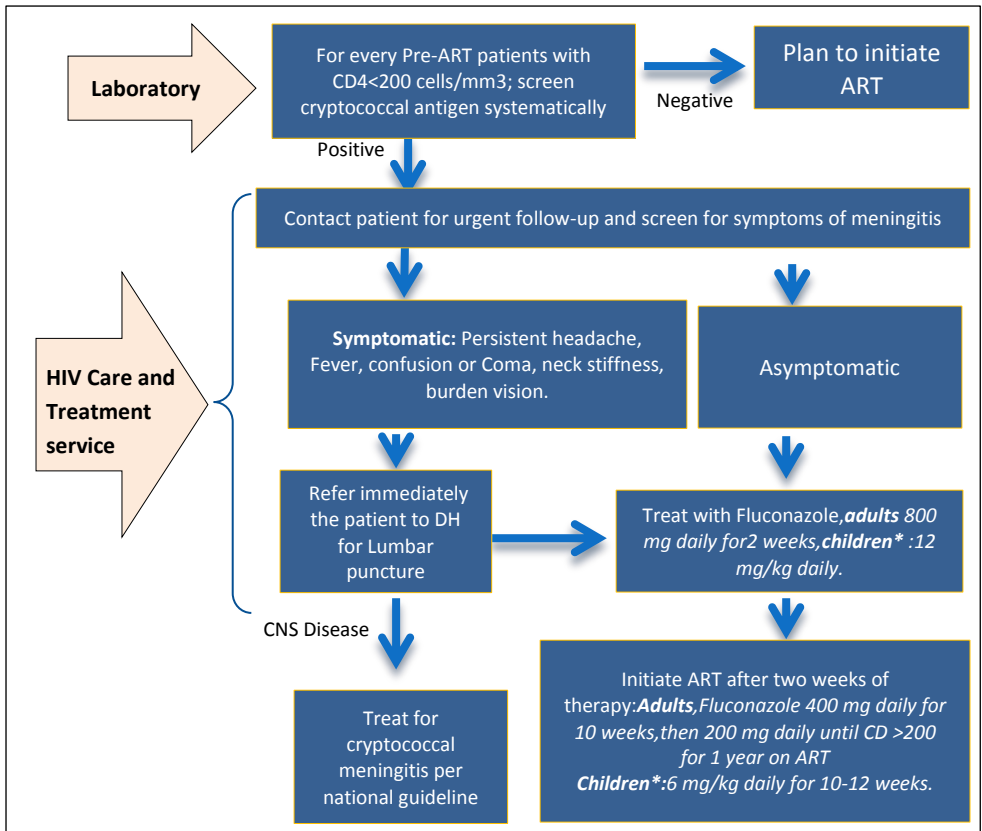 Laboratory
For every Pre-ART patients with
CD4<200 cells/mm3; screen
cryptococcal antigen systematically
Negative
Plan to initiate
ART
Positive
Contact patient for urgent follow-up and screen for symptoms of meningitis
HIV Care and
Treatment
service
Symptomatic: Persistent headache,
Fever, confusion or Coma, neck stiffness,
burden vision.
Asymptomatic
Refer immediately
the patient to DH
for Lumbar
puncture
Treat with Fluconazole,adults 800
mg daily for2 weeks,children* :12
mg/kg daily.
CNS Disease
Treat for
cryptococcal
meningitis per
national guideline
Initiate ART after two weeks of
therapy:Adults,Fluconazole 400 mg daily for
10 weeks,then 200 mg daily until CD >200
for 1 year on ART
Children*:6 mg/kg daily for 10-12 weeks.